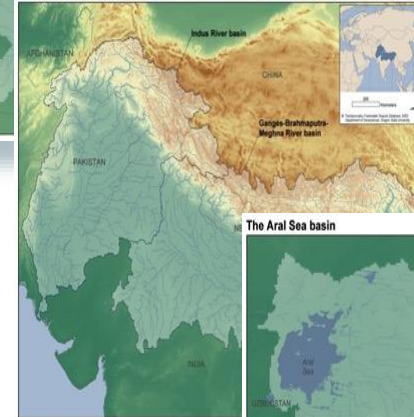 Indus River basin
AFGHANISTAN
CHINA
Ganges-Brahmaputra-
Meghna River basin
PAKISTAN
The Aral Sea basin
INDIA
Aral
Sea
UZBEKISTAN